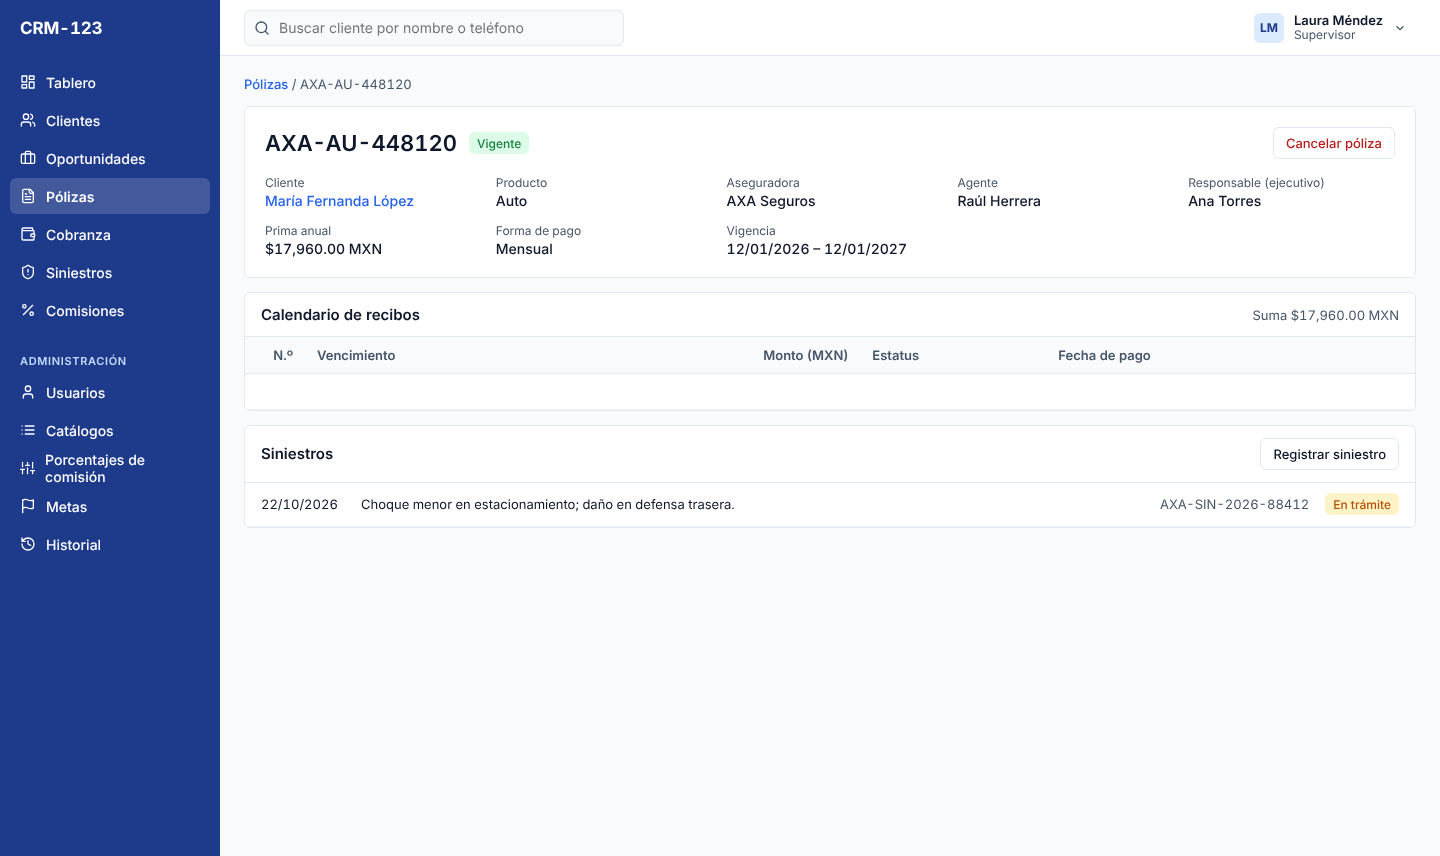 CRM-123
Buscar cliente por nombre o teléfono
LM
Laura Méndez
Supervisor
Tablero
Clientes
Oportunidades
Pólizas
Cobranza
Siniestros
Comisiones
ADMINISTRACIÓN
Usuarios
Catálogos
Porcentajes de
comisión
Metas
Historial
Pólizas / AXA-AU-448120
AXA-AU-448120 Vigente
Cancelar póliza
Cliente
María Fernanda López
Producto
Auto
Aseguradora
AXA Seguros
Agente
Raúl Herrera
Responsable (ejecutivo)
Ana Torres
Prima anual
$17,960.00 MXN
Forma de pago
Mensual
Vigencia
12/01/2026 – 12/01/2027
Calendario de recibos
Suma $17,960.00 MXN
N.º Vencimiento Monto (MXN) Estatus Fecha de pago
Siniestros
Registrar siniestro
22/10/2026 Choque menor en estacionamiento; daño en defensa trasera. AXA-SIN-2026-88412 En trámite